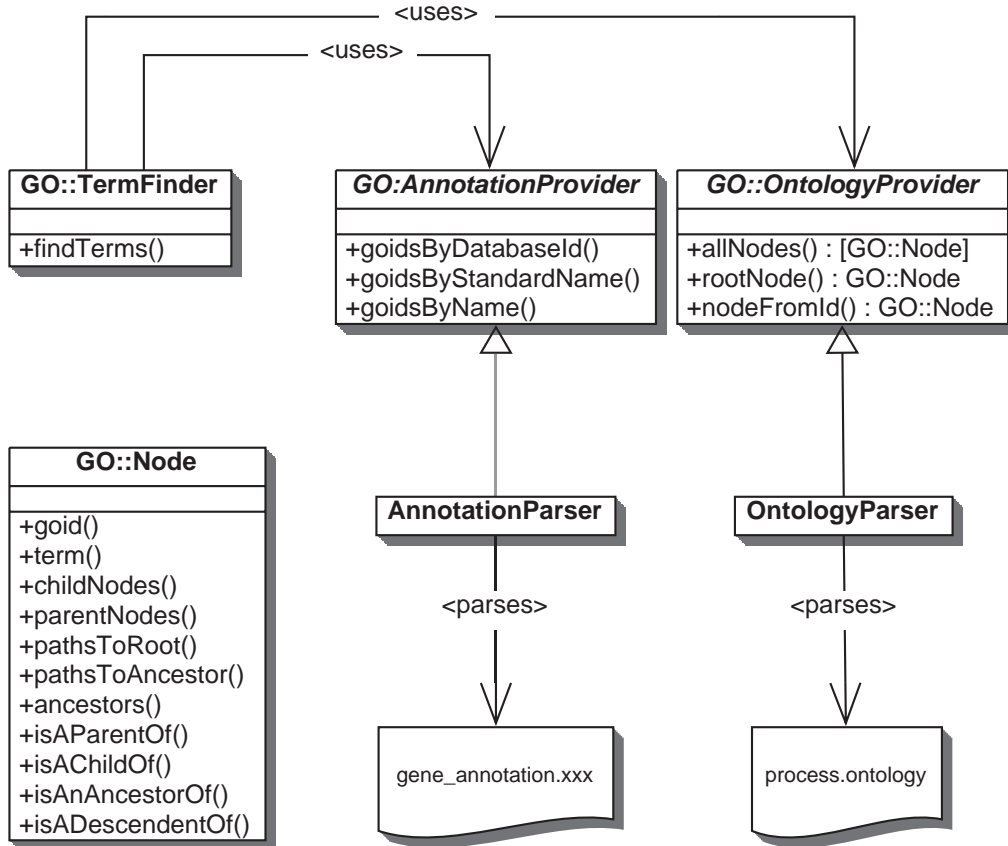 <uses>
<uses>
GO::TermFinder
+findTerms()
GO:AnnotationProvider
+goidsByDatabaseId()
+goidsByStandardName()
+goidsByName()
GO::OntologyProvider
+allNodes() : [GO::Node]
+rootNode() : GO::Node
+nodeFromId() : GO::Node
GO::Node
+goid()
+term()
+childNodes()
+parentNodes()
+pathsToRoot()
+pathsToAncestor()
+ancestors()
+isAParentOf()
+isAChildOf()
+isAnAncestorOf()
+isADescendentOf()
AnnotationParser
<parses>
gene_annotation.xxx
OntologyParser
<parses>
process.ontology